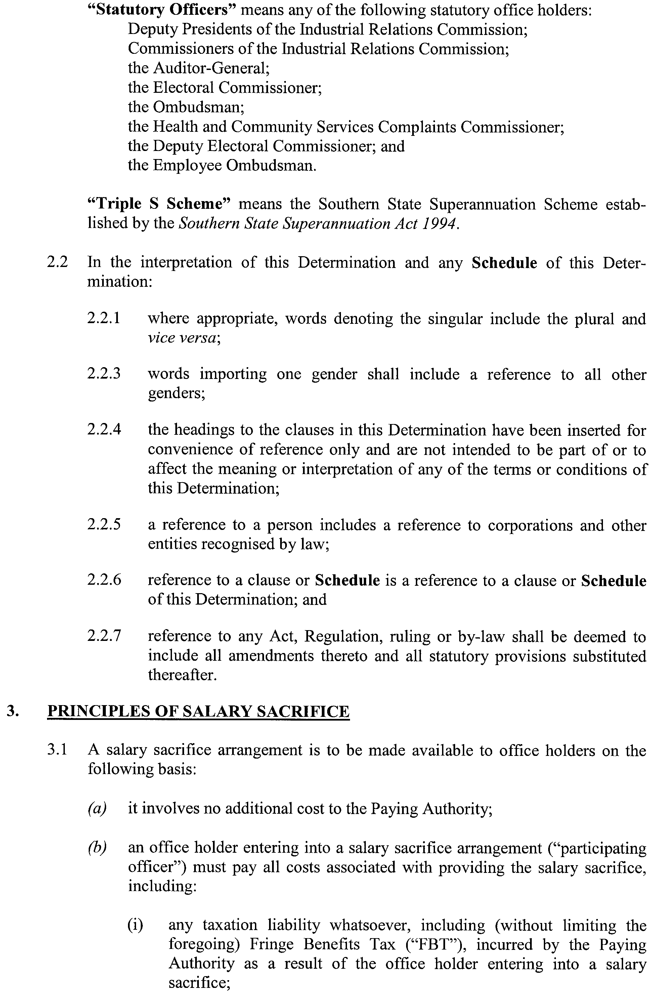 “Statutory Officers” means any of the following statutory office holders:
Deputy Presidents of the Industrial Relations Commission;
Commissioners of the Industrial Relations Commission;
the Auditor-General;
the Electoral Commissioner;
the Ombudsman;
the Health and Community Services Complaints Commissioner;
the Deputy Electoral Commissioner; and
the Employee Ombudsman.
“Triple S Scheme” means the Southern State Superannuation Scheme estab-
lished by the Southern State Superannuation Act 1994.
2.2 In the interpretation of this Determination and any Schedule of this Deter-
mination:
2.2.1 where appropriate, words denoting the singular include the plural and
vice versa;
2.2.3 words importing one gender shall include a reference to all other
genders;
2.2.4 the headings to the clauses in this Determination have been inserted for
convenience of reference only and are not intended to be part of or to
affect the meaning or interpretation of any of the terms or conditions of
this Determination;
2.2.5 a reference to a person includes a reference to corporations and other
entities recognised by law;
2.2.6 reference to a clause or Schedule is a reference to a clause or Schedule
of this Determination; and
2.2.7 reference to any Act, Regulation, ruling or by-law shall be deemed to
include all amendments thereto and all statutory provisions substituted
thereafter.
3. PRINCIPLES OF SALARY SACRIFICE
3.1 A salary sacrifice arrangement is to be made available to office holders on the
following basis:
(a) it involves no additional cost to the Paying Authority;
(b) an office holder entering into a salary sacrifice arrangement (“participating
officer”) must pay all costs associated with providing the salary sacrifice,
including:
(i) any taxation liability whatsoever, including (without limiting the
foregoing) Fringe Benefits Tax (“FBT”), incurred by the Paying
Authority as a result of the office holder entering into a salary
sacrifice;